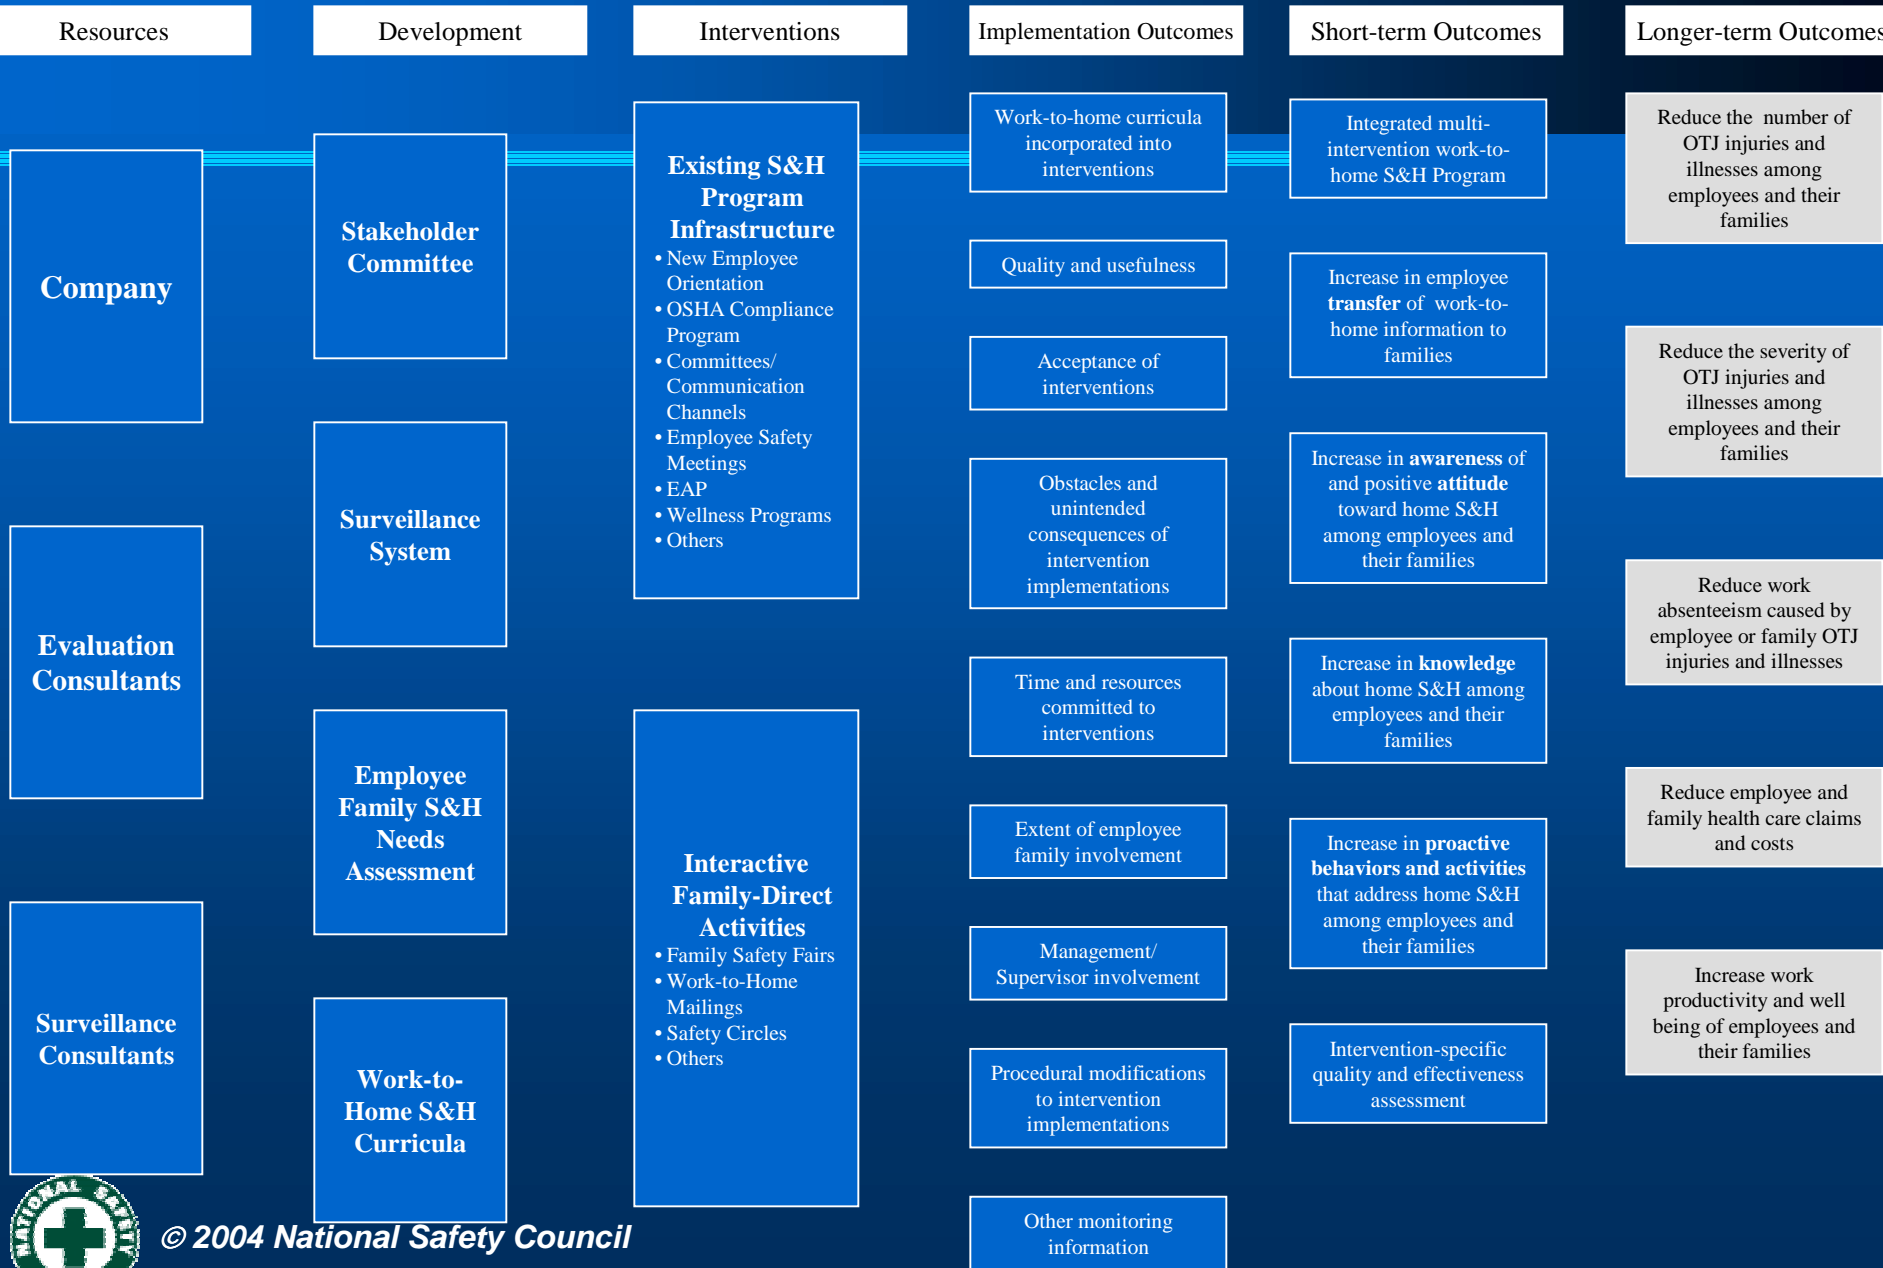 Resources
Development
Interventions
Implementation Outcomes
Short-term Outcomes
Longer-term Outcomes
Company
Evaluation
Consultants
Surveillance
Consultants
Stakeholder
Committee
Surveillance
System
Employee
Family S&H
Needs
Assessment
Work-to-
Home S&H
Curricula
Existing S&H
Program
Infrastructure
• New Employee
Orientation
• OSHA Compliance
Program
• Committees/
Communication
Channels
• Employee Safety
Meetings
• EAP
• Wellness Programs
• Others
Interactive
Family-Direct
Activities
• Family Safety Fairs
• Work-to-Home
Mailings
• Safety Circles
• Others
Work-to-home curricula
incorporated into
interventions
Quality and usefulness
Acceptance of
interventions
Obstacles and
unintended
consequences of
intervention
implementations
Time and resources
committed to
interventions
Extent of employee
family involvement
Management/
Supervisor involvement
Procedural modifications
to intervention
implementations
Other monitoring
information
Integrated multi-
intervention work-to-
home S&H Program
Increase in employee
transfer of work-to-
home information to
families
Increase in awareness of
and positive attitude
toward home S&H
among employees and
their families
Increase in knowledge
about home S&H among
employees and their
families
Increase in proactive
behaviors and activities
that address home S&H
among employees and
their families
Intervention-specific
quality and effectiveness
assessment
Reduce the number of
OTJ injuries and
illnesses among
employees and their
families
Reduce the severity of
OTJ injuries and
illnesses among
employees and their
families
Reduce work
absenteeism caused by
employee or family OTJ
injuries and illnesses
Reduce employee and
family health care claims
and costs
Increase work
productivity and well
being of employees and
their families
NATIONAL SAFETY
© 2004 National Safety Council